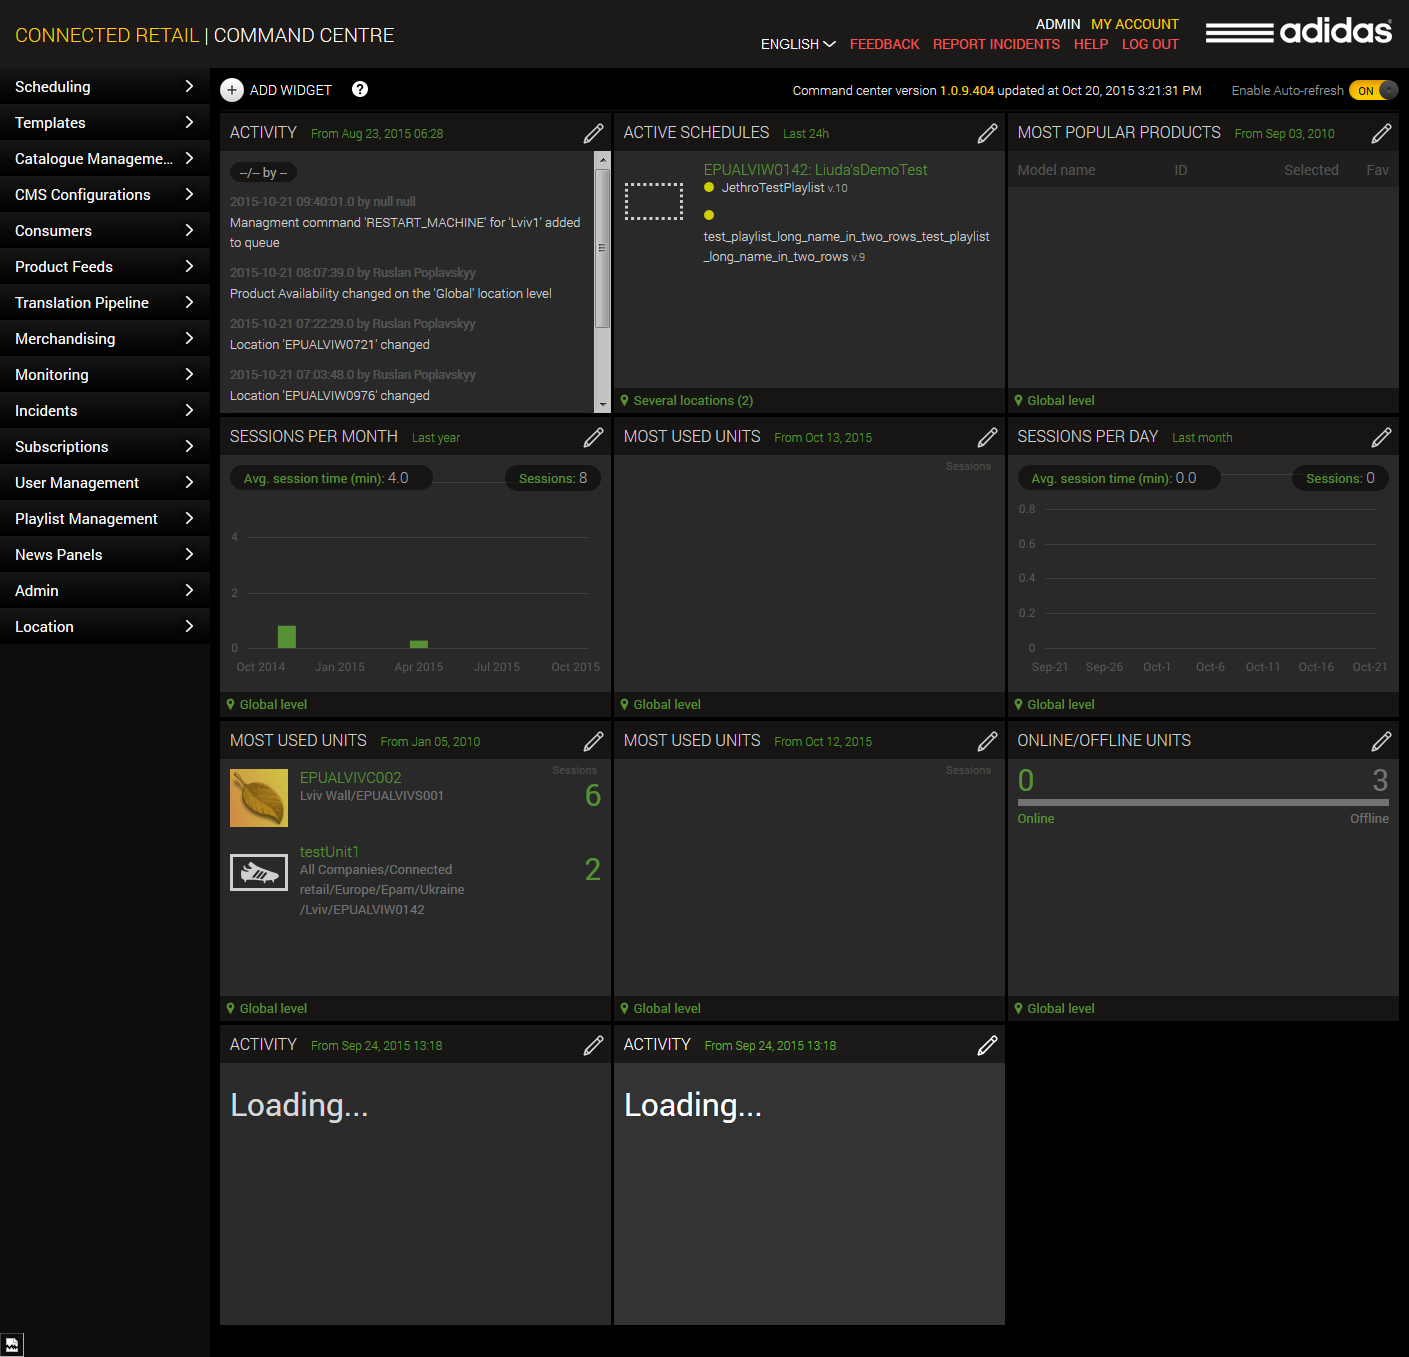 CONNECTED RETAIL | COMMAND CENTRE
ADMIN MY ACCOUNT
ENGLISH FEEDBACK REPORT INCIDENTS HELP LOG OUT
adidas
Scheduling
Templates
Catalogue Manageme...
CMS Configurations
Consumers
Product Feeds
Translation Pipeline
Merchandising
Monitoring
Incidents
Subscriptions
User Management
Playlist Management
News Panels
Admin
Location
+ ADD WIDGET ?
Command center version 1.0.9.404 updated at Oct 20, 2015 3:21:31 PM
Enable Auto-refresh ON
ACTIVITY From Aug 23, 2015 06:28
--/-- by --
2015-10-21 09:40:01.0 by null null
Managment command 'RESTART_MACHINE' for 'Lviv1' added
to queue
2015-10-21 08:07:39.0 by Ruslan Poplavskyy
Product Availability changed on the 'Global' location level
2015-10-21 07:22:29.0 by Ruslan Poplavskyy
Location 'EPUALVIW0721' changed
2015-10-21 07:03:48.0 by Ruslan Poplavskyy
Location 'EPUALVIW0976' changed
ACTIVE SCHEDULES Last 24h
EPUALVIW0142: Liuda'sDemoTest
JethroTestPlaylist v.10
test_playlist_long_name_in_two_rows_test_playlist
_long_name_in_two_rows v.9
Several locations (2)
MOST POPULAR PRODUCTS From Sep 03, 2010
Model name ID Selected Fav
Global level
SESSIONS PER MONTH Last year
Avg. session time (min): 4.0 Sessions: 8
4
2
0
Oct 2014 Jan 2015 Apr 2015 Jul 2015 Oct 2015
Global level
MOST USED UNITS From Oct 13, 2015
Sessions
Global level
SESSIONS PER DAY Last month
Avg. session time (min): 0.0 Sessions: 0
0.8
0.6
0.4
0.2
0
Sep-21 Sep-26 Oct-1 Oct-6 Oct-11 Oct-16 Oct-21
Global level
MOST USED UNITS From Jan 05, 2010
Sessions
EPUALVIVC002
Lviv Wall/EPUALVIVS001
6
testUnit1
All Companies/Connected
retail/Europe/Epam/Ukraine
/Lviv/EPUALVIW0142
2
Global level
MOST USED UNITS From Oct 12, 2015
Sessions
Global level
ONLINE/OFFLINE UNITS
0 3
Online Offline
Global level
ACTIVITY From Sep 24, 2015 13:18
Loading...
ACTIVITY From Sep 24, 2015 13:18
Loading...